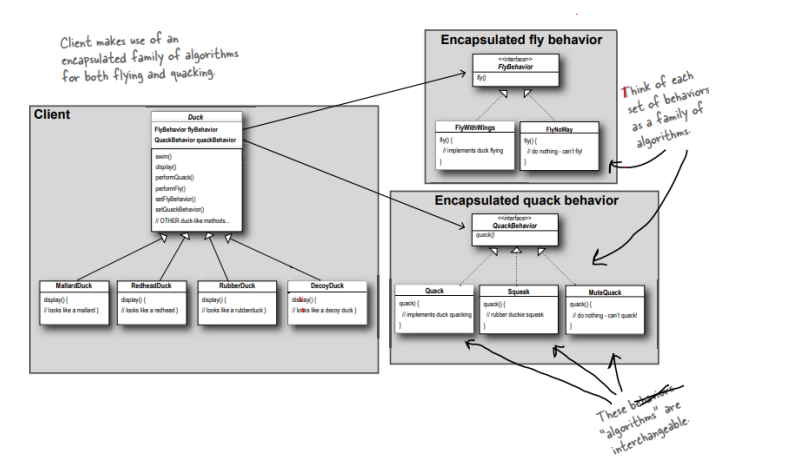 Client makes use of an
encapsulated family of algorithms
for both flying and quacking.
Client
Duck
FlyBehavior flyBehavior
QuackBehavior quackBehavior
swim()
display()
performQuack()
performFly()
setFlyBehavior()
setQuackBehavior()
// OTHER duck-like methods...
MallardDuck
display() {
// looks like a mallard }
RedheadDuck
display() {
// looks like a redhead }
RubberDuck
display() {
// looks like a rubberduck }
DecoyDuck
display() {
// looks like a decoy duck }
Encapsulated fly behavior
<<interface>>
FlyBehavior
fly()
FlyWithWings
fly() {
// implements duck flying
}
FlyNoWay
fly() {
// do nothing - can't fly!
}
Think of each
set of behaviors
as a family of
algorithms.
Encapsulated quack behavior
<<interface>>
QuackBehavior
quack()
Quack
quack) {
// implements duck quacking
}
Squeak
quack() {
// rubber duckie squeak
}
MuteQuack
quack() {
// do nothing - can't quack!
}
These behaviors
"algorithms" are
interchangeable.